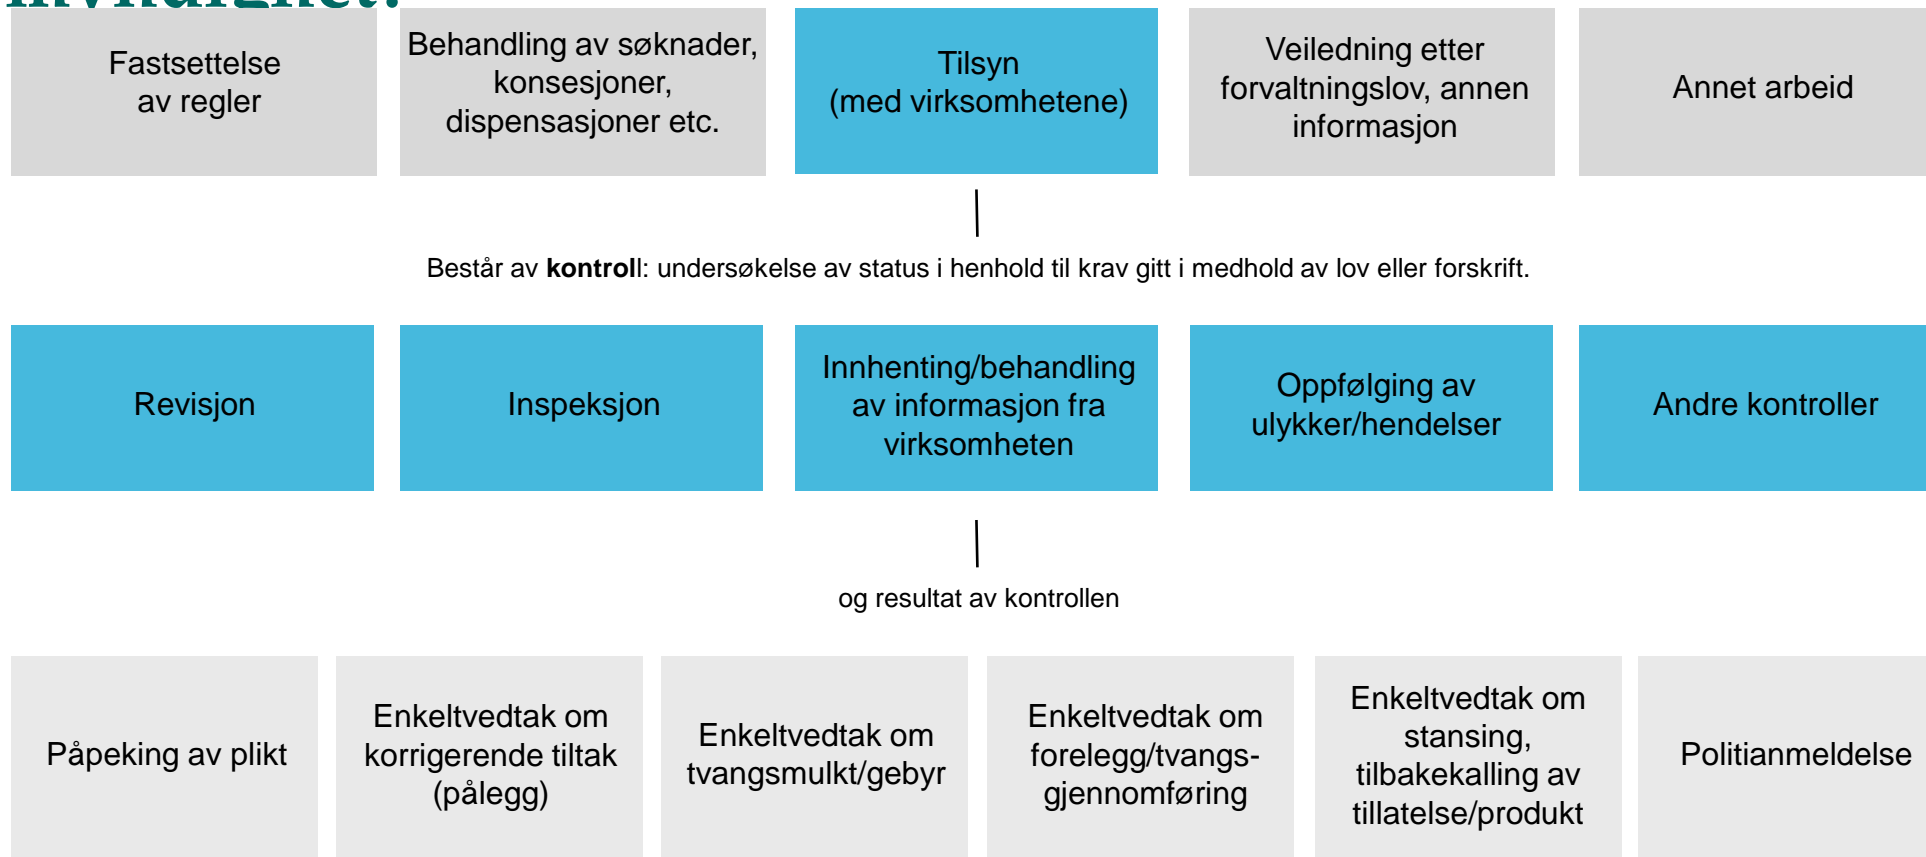 Fastsettelse
av regler
Behandling av søknader,
konsesjoner,
dispensasjoner etc.
Tilsyn
(med virksomhetene)
Veiledning etter
forvaltningslov, annen
informasjon
Annet arbeid
Består av kontroll: undersøkelse av status i henhold til krav gitt i medhold av lov eller forskrift.
Revisjon
Inspeksjon
Innhenting/behandling
av informasjon fra
virksomheten
Oppfølging av
ulykker/hendelser
Andre kontroller
og resultat av kontrollen
Påpeking av plikt
Enkeltvedtak om
korrigerende tiltak
(pålegg)
Enkeltvedtak om
tvangsmulkt/gebyr
Enkeltvedtak om
forelegg/tvangs-
gjennomføring
Enkeltvedtak om
stansing,
tilbakekalling av
tillatelse/produkt
Politianmeldelse